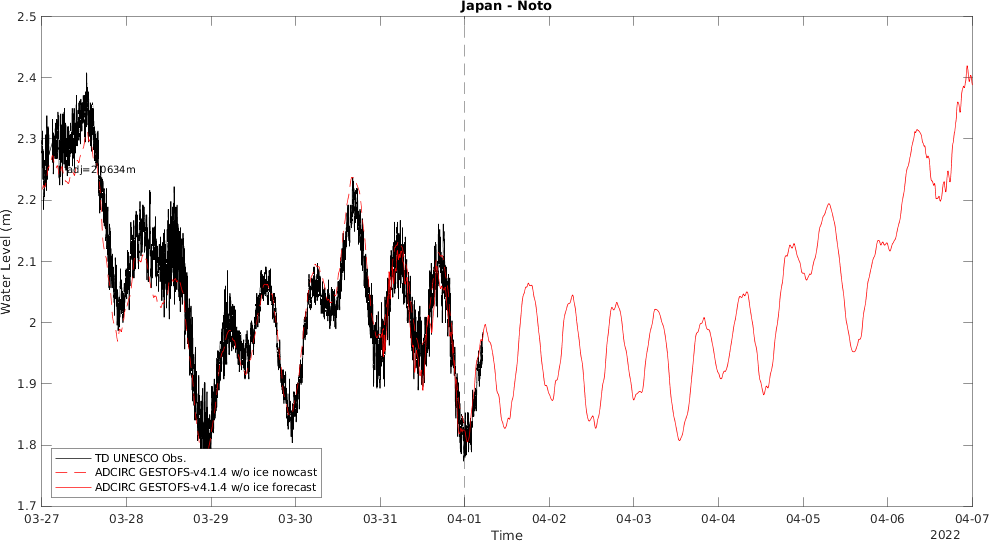 Japan - Noto
2.5
2.4
2.3
2.2
2.1
2
1.9
1.8
1.7
Water Level (m)
adj=2.0634m
TD UNESCO Obs.
ADCIRC GESTOFS-v4.1.4 w/o ice nowcast
ADCIRC GESTOFS-v4.1.4 w/o ice forecast
03-27 03-28 03-29 03-30 03-31 04-01 04-02 04-03 04-04 04-05 04-06 04-07
Time
2022